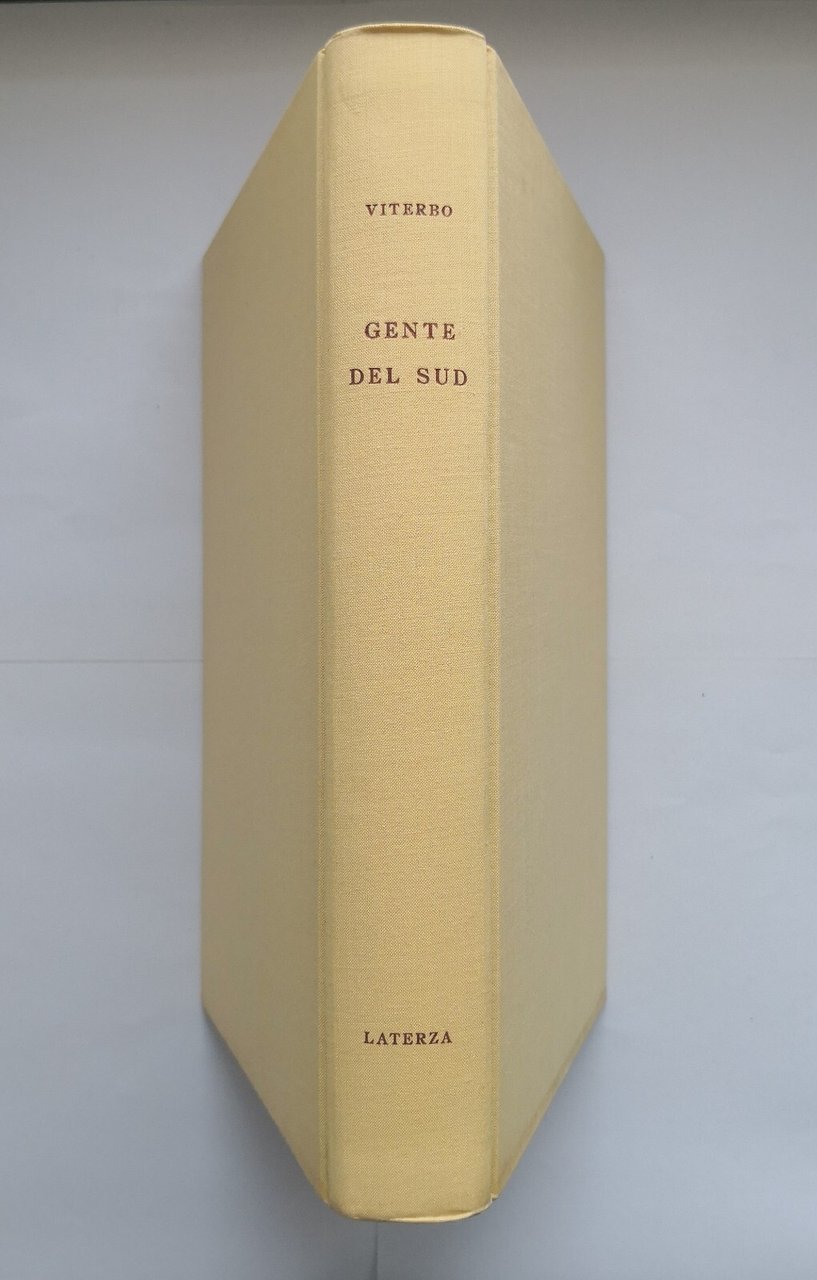 VITERBO
GENTE
DEL SUD
LATERZA